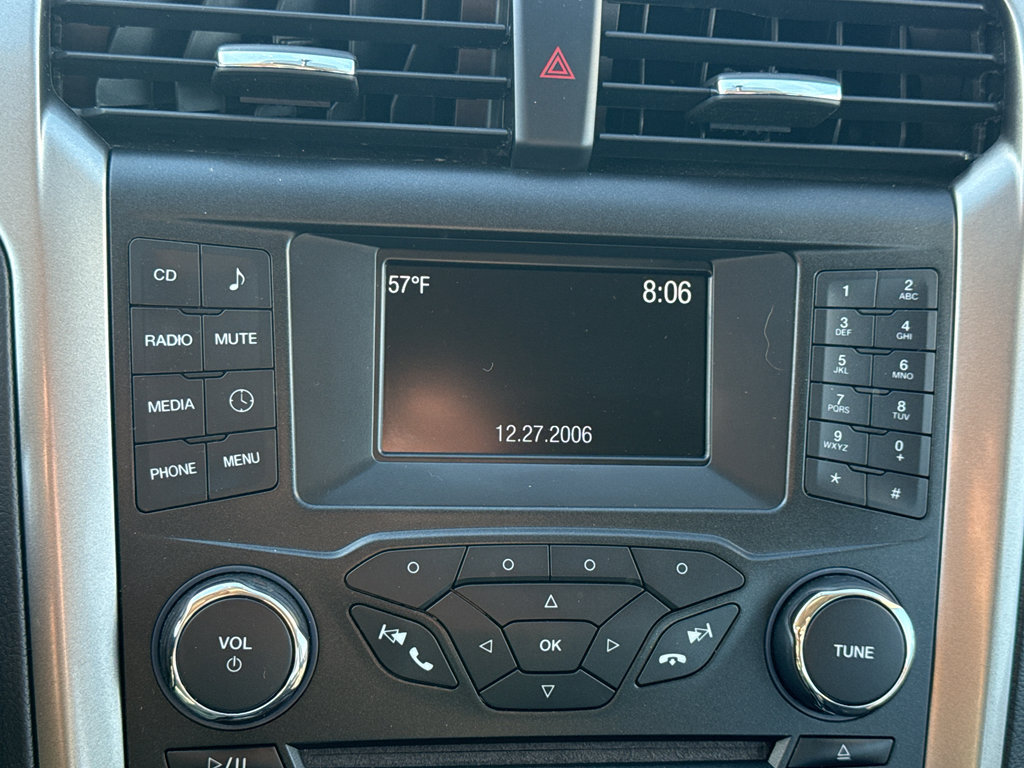 57°F
8:06
12.27.2006
CD
RADIO MUTE
MEDIA
PHONE MENU
1 2 ABC
3 DEF 4 GHI
5 JKL 6 MNO
7 PQRS 8 TUV
9 WXYZ 0 +
* #
VOL
OK
TUNE